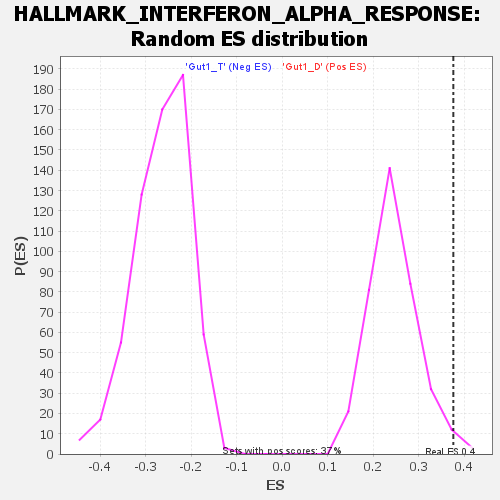 HALLMARK_INTERFERON_ALPHA_RESPONSE:
Random ES distribution
'Gut1_T' (Neg ES) 'Gut1_D' (Pos ES)
P(ES)
190
180
170
160
150
140
130
120
110
100
90
80
70
60
50
40
30
20
10
0
Sets with pos scores: 37%
Real ES 0.4
-0.4 -0.3 -0.2 -0.1 0.0 0.1 0.2 0.3 0.4
ES